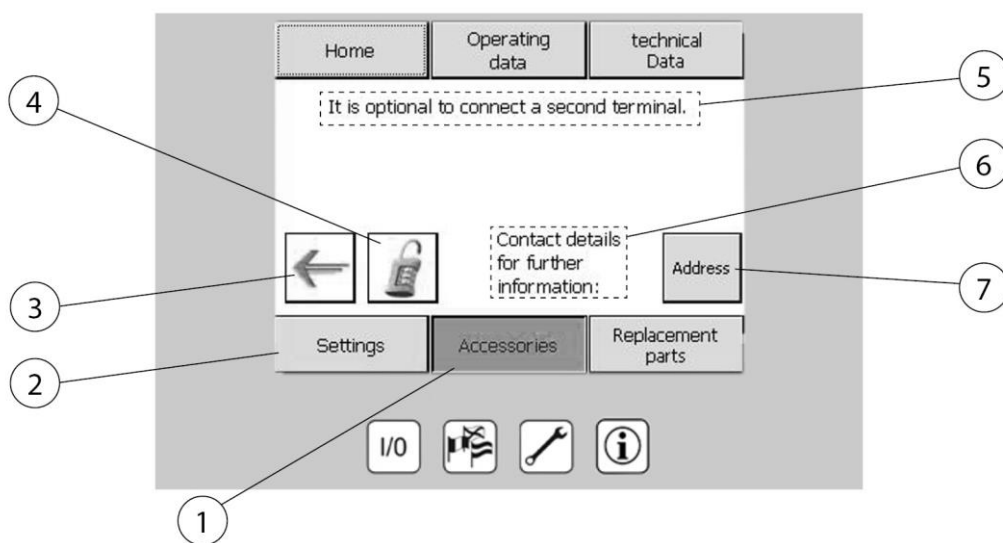 Home
Operating
data
technical
Data
It is optional to connect a second terminal.
Contact details
for further
information:
Address
Settings
Accessories
Replacement
parts
I/0
i
1
2
3
4
5
6
7